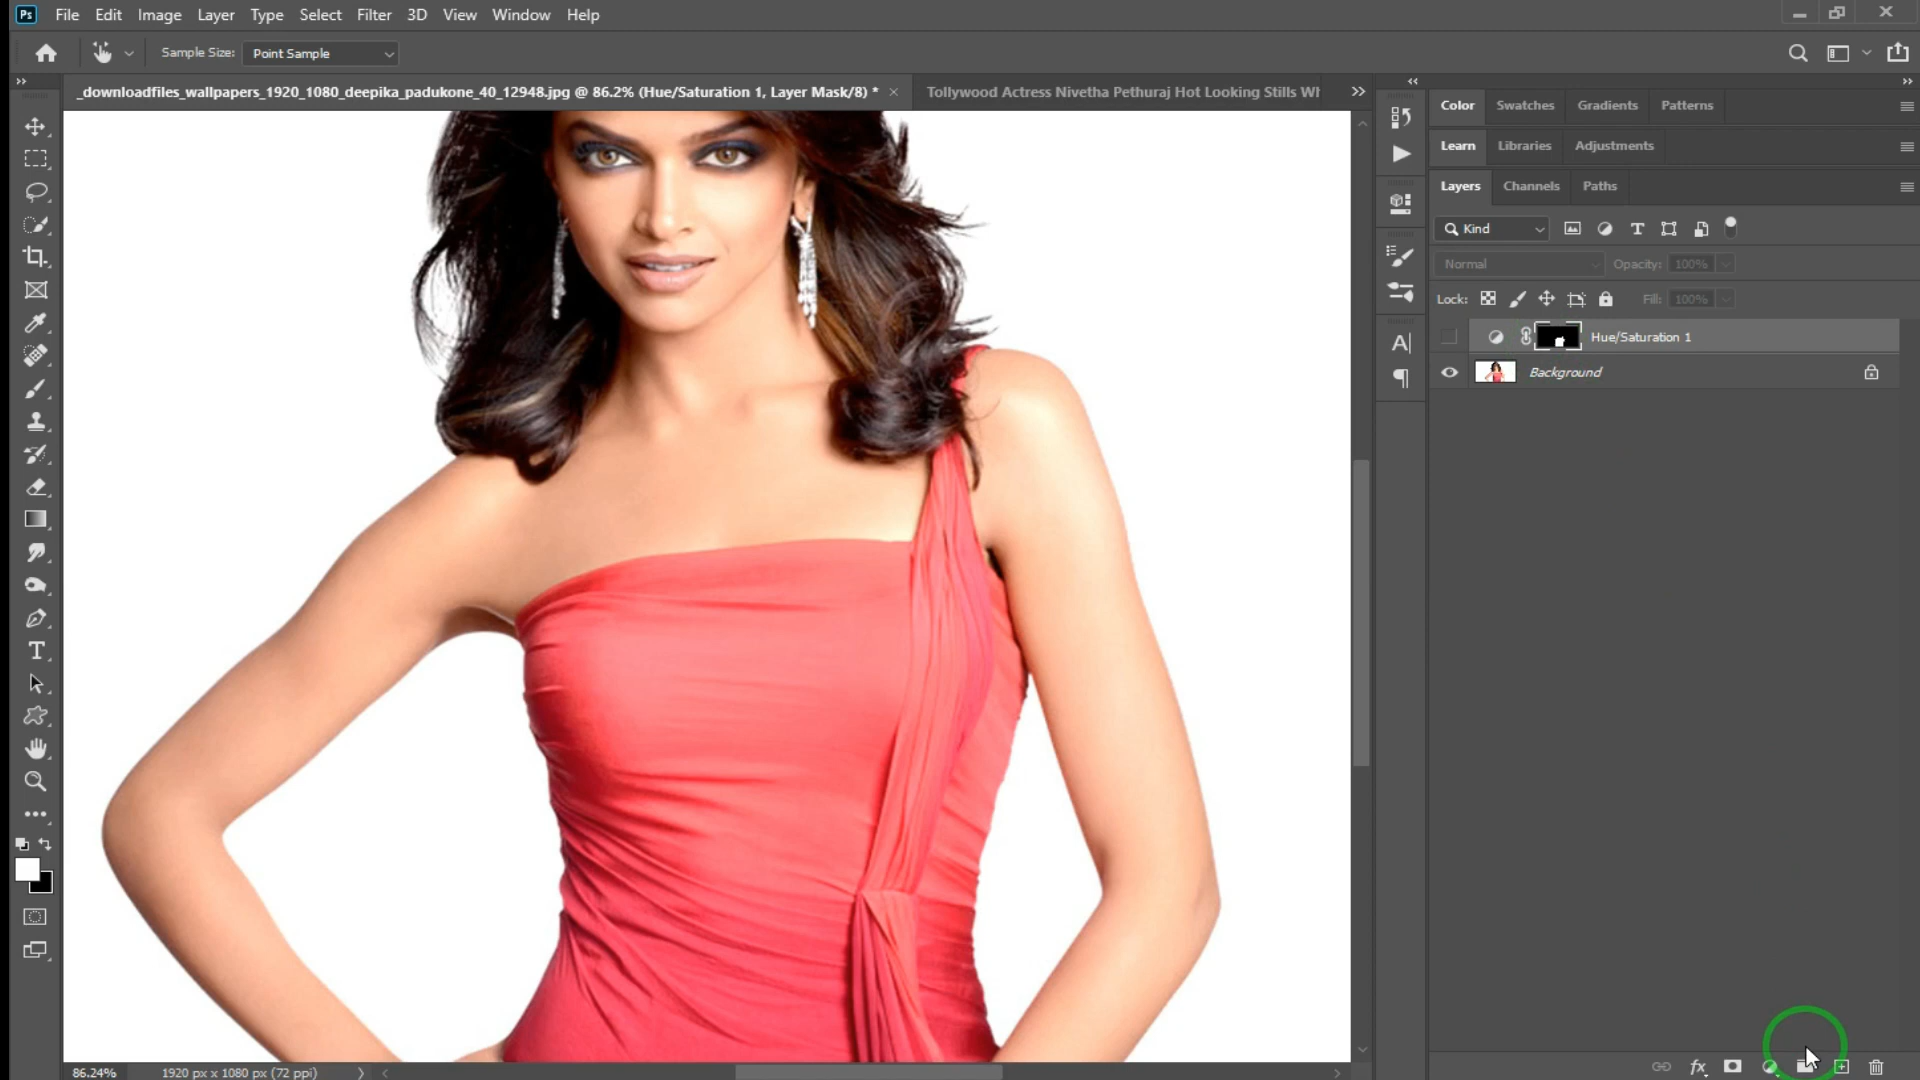 Ps File Edit Image Layer Type Select Filter 3D View Window Help
Sample Size: Point Sample
_downloadfiles_wallpapers_1920_1080_deepika_padukone_40_12948.jpg @ 86.2% (Hue/Saturation 1, Layer Mask/8) *
Tollywood Actress Nivetha Pethuraj Hot Looking Stills
Color Swatches Gradients Patterns
Learn Libraries Adjustments
Layers Channels Paths
Kind
Normal Opacity: 100%
Lock: Fill: 100%
Hue/Saturation 1
Background
86.24% 1920 px x 1080 px (72 ppi)